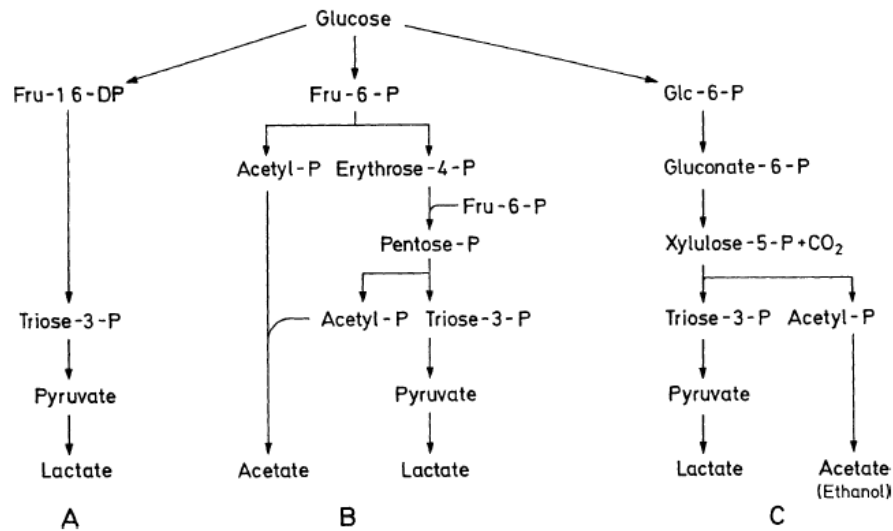 Glucose
Fru-1 6-DP Fru-6-P Glc-6-P
Acetyl-P Erythrose-4-P Gluconate-6-P
Fru-6-P
Pentose-P Xylulose-5-P+CO₂
Triose-3-P Acetyl-P Triose-3-P Triose-3-P Acetyl-P
Pyruvate Pyruvate Pyruvate
Lactate Acetate Lactate Lactate Acetate
(Ethanol)
A B C